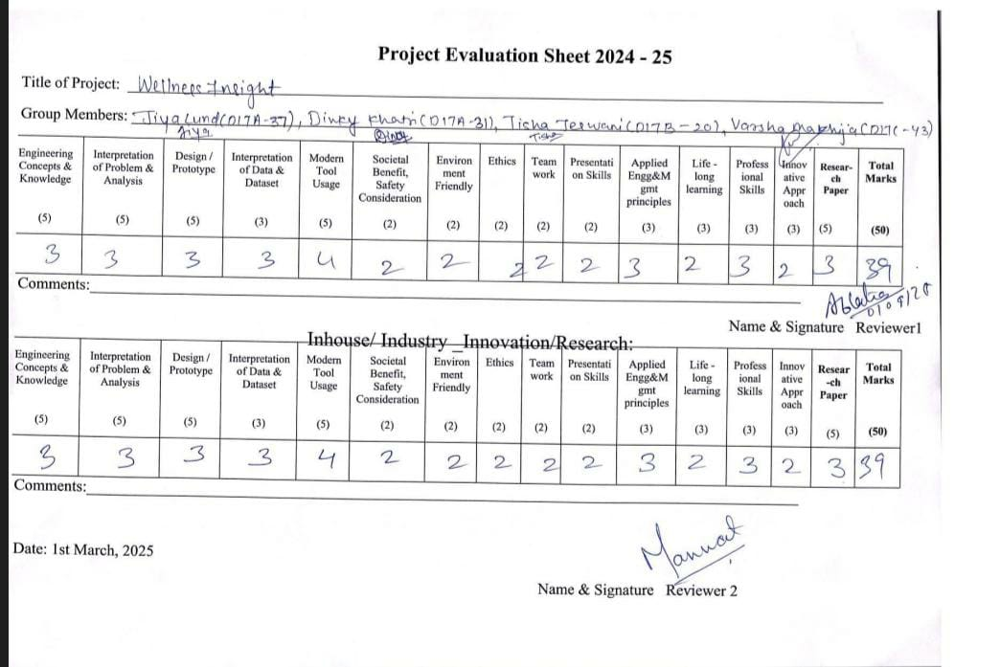 Project Evaluation Sheet 2024 - 25
Title of Project: Wellness Insight
Group Members: Jiya Lund(D17A-37), Dinky Khatri(D17A-31), Tisha Jeswani(D17B-20), Varsha Makhija(D17C-43)
Jiya Tisha
Engineering Concepts & Knowledge Interpretation of Problem & Analysis Design / Prototype Interpretation of Data & Dataset Modern Tool Usage Societal Benefit, Safety Consideration Environ ment Friendly Ethics Team work Presentati on Skills Applied Engg&M gmt principles Life - long learning Profess ional Skills Innov ative Appr oach Resear- ch Paper Total Marks
(5) (5) (5) (3) (5) (2) (2) (2) (2) (2) (3) (3) (3) (3) (5) (50)
3 3 3 3 4 2 2 2 2 2 3 2 3 2 3 39
Comments:
Name & Signature Reviewer1
Inhouse/ Industry _Innovation/Research:
Engineering Concepts & Knowledge Interpretation of Problem & Analysis Design / Prototype Interpretation of Data & Dataset Modern Tool Usage Societal Benefit, Safety Consideration Environ ment Friendly Ethics Team work Presentati on Skills Applied Engg&M gmt principles Life - long learning Profess ional Skills Innov ative Appr oach Resear -ch Paper Total Marks
(5) (5) (5) (3) (5) (2) (2) (2) (2) (2) (3) (3) (3) (3) (5) (50)
3 3 3 3 4 2 2 2 2 2 3 2 3 2 3 39
Comments:
Date: 1st March, 2025
Mannat
Name & Signature Reviewer 2